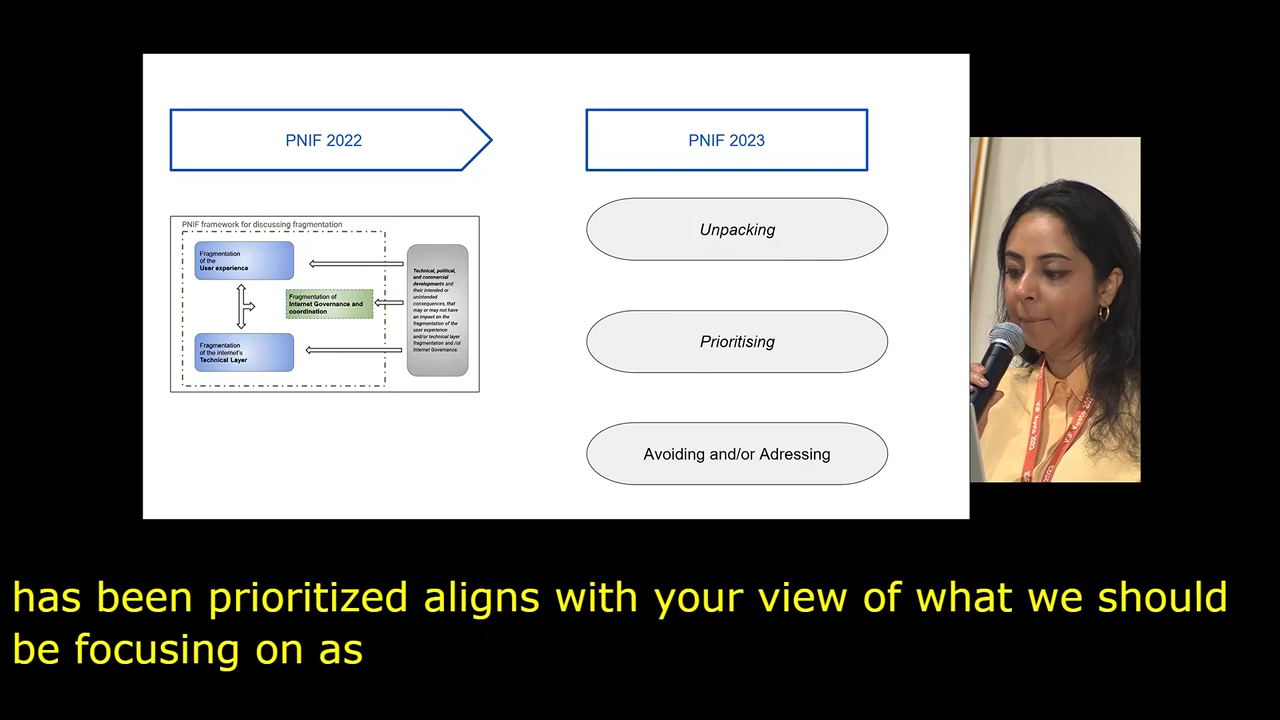 PNIF 2022
PNIF 2023
PNIF framework for discussing fragmentation
Fragmentation
of the
User experience
Fragmentation of
Internet Governance and
coordination
Fragmentation
of the internet's
Technical Layer
Technical, political,
and commercial
developments and
their intended or
unintended
consequences, that
may or may not have
an impact on the
fragmentation of the
user experience
and/or technical layer
fragmentation and /or
Internet Governance.
Unpacking
Prioritising
Avoiding and/or Adressing
has been prioritized aligns with your view of what we should
be focusing on as